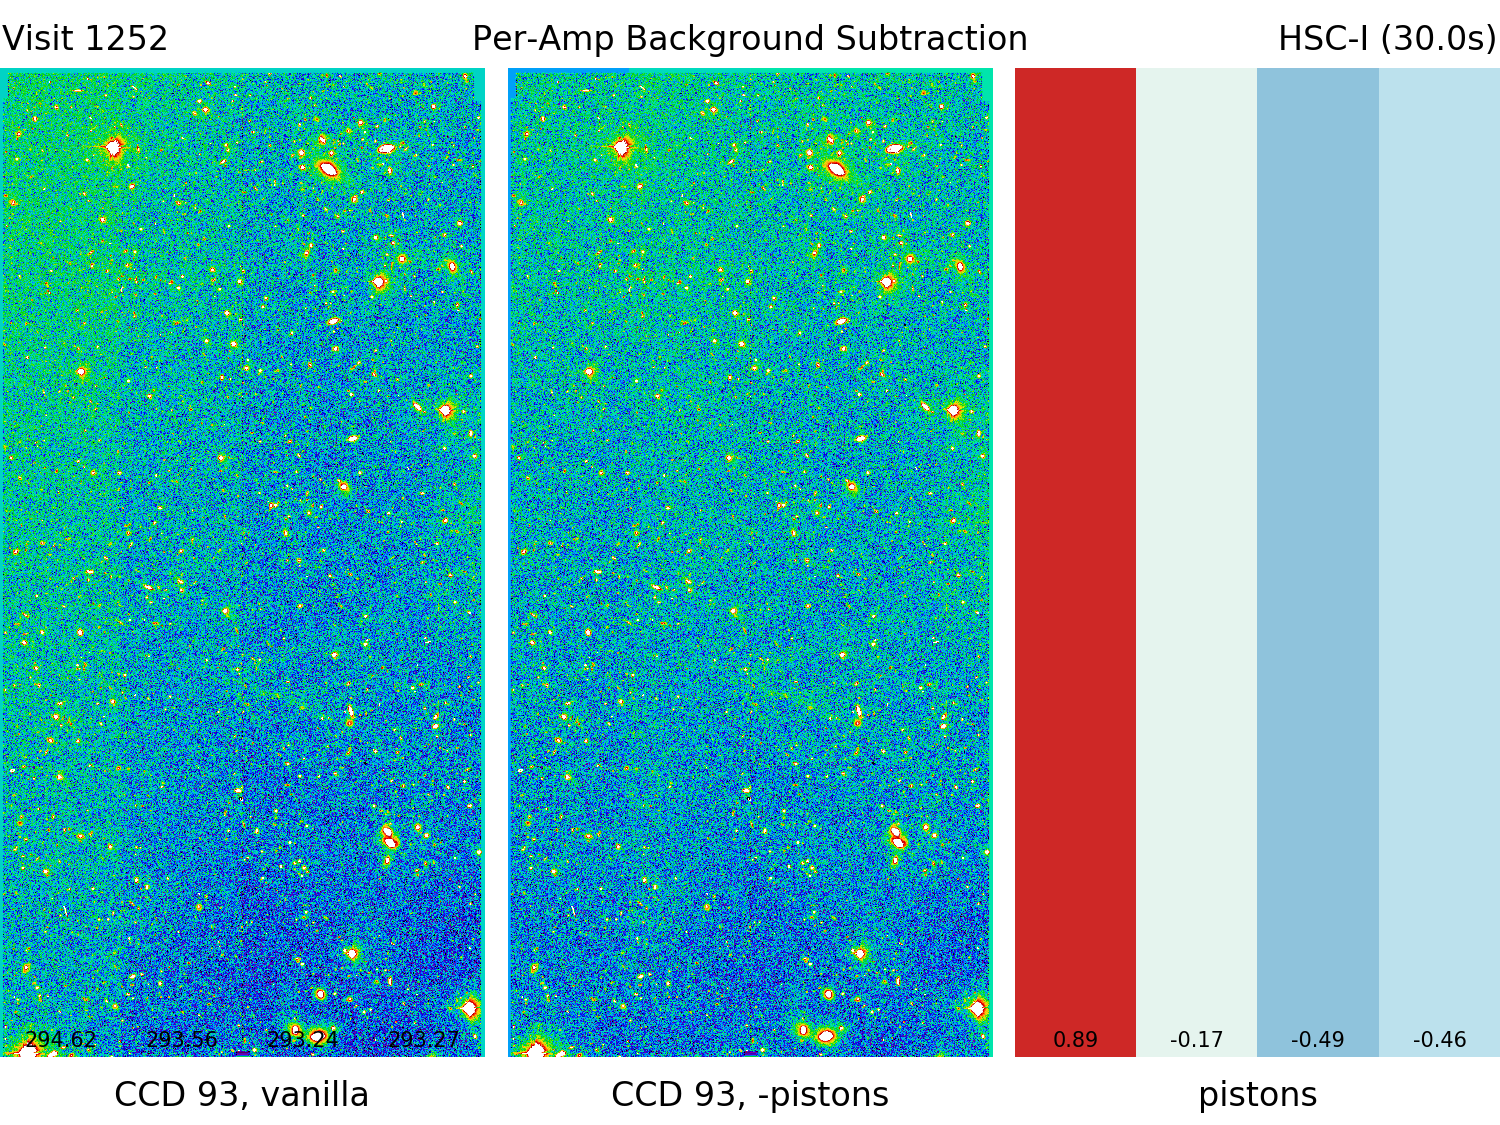 Visit 1252 Per-Amp Background Subtraction HSC-I (30.0s)
294.62 293.56 293.24 293.27 0.89 -0.17 -0.49 -0.46
CCD 93, vanilla CCD 93, -pistons pistons